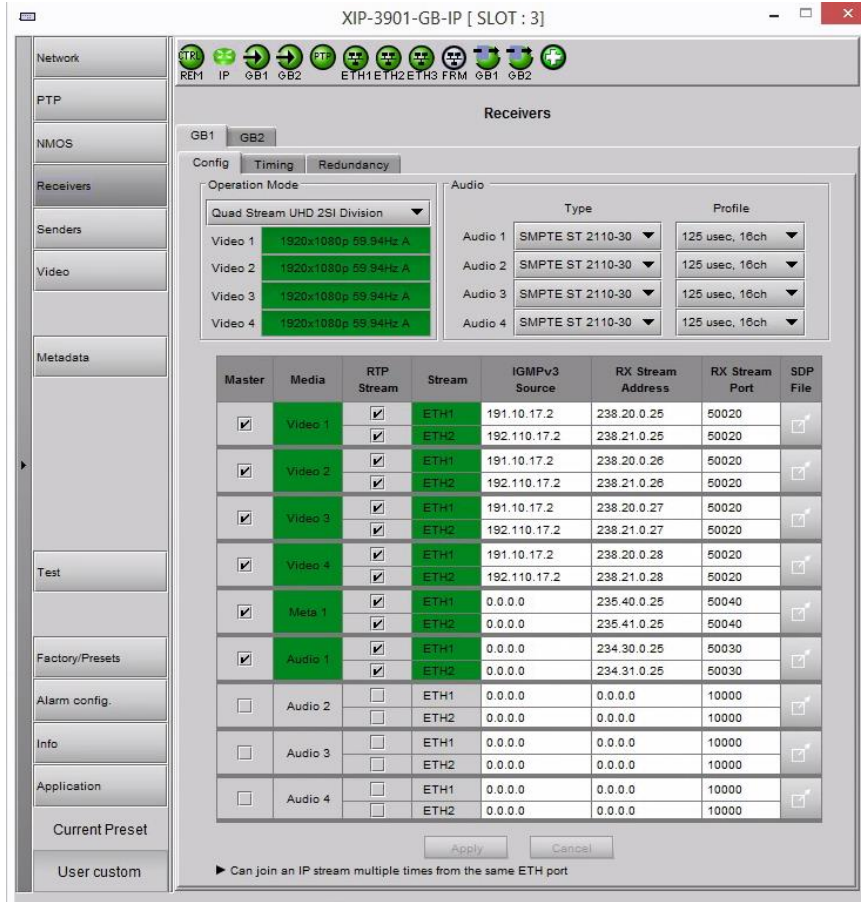 XIP-3901-GB-IP [ SLOT : 3]
Network
PTP
NMOS
Receivers
Senders
Video
Metadata
Test
Factory/Presets
Alarm config.
Info
Application
Current Preset
User custom
CTRL PTP
REM IP GB1 GB2 ETH1 ETH2 ETH3 FRM GB1 GB2
Receivers
GB1 GB2
Config Timing Redundancy
Operation Mode
Quad Stream UHD 2SI Division
Video 1 1920x1080p 59.94Hz A
Video 2 1920x1080p 59.94Hz A
Video 3 1920x1080p 59.94Hz A
Video 4 1920x1080p 59.94Hz A
Audio
Type Profile
Audio 1 SMPTE ST 2110-30 125 usec, 16ch
Audio 2 SMPTE ST 2110-30 125 usec, 16ch
Audio 3 SMPTE ST 2110-30 125 usec, 16ch
Audio 4 SMPTE ST 2110-30 125 usec, 16ch
Master Media RTP Stream Stream IGMPv3 Source RX Stream Address RX Stream Port SDP File
Video 1
ETH1 191.10.17.2 238.20.0.25 50020
ETH2 192.110.17.2 238.21.0.25 50020
Video 2
ETH1 191.10.17.2 238.20.0.26 50020
ETH2 192.110.17.2 238.21.0.26 50020
Video 3
ETH1 191.10.17.2 238.20.0.27 50020
ETH2 192.110.17.2 238.21.0.27 50020
Video 4
ETH1 191.10.17.2 238.20.0.28 50020
ETH2 192.110.17.2 238.21.0.28 50020
Meta 1
ETH1 0.0.0.0 235.40.0.25 50040
ETH2 0.0.0.0 235.41.0.25 50040
Audio 1
ETH1 0.0.0.0 234.30.0.25 50030
ETH2 0.0.0.0 234.31.0.25 50030
Audio 2
ETH1 0.0.0.0 0.0.0.0 10000
ETH2 0.0.0.0 0.0.0.0 10000
Audio 3
ETH1 0.0.0.0 0.0.0.0 10000
ETH2 0.0.0.0 0.0.0.0 10000
Audio 4
ETH1 0.0.0.0 0.0.0.0 10000
ETH2 0.0.0.0 0.0.0.0 10000
Apply Cancel
Can join an IP stream multiple times from the same ETH port